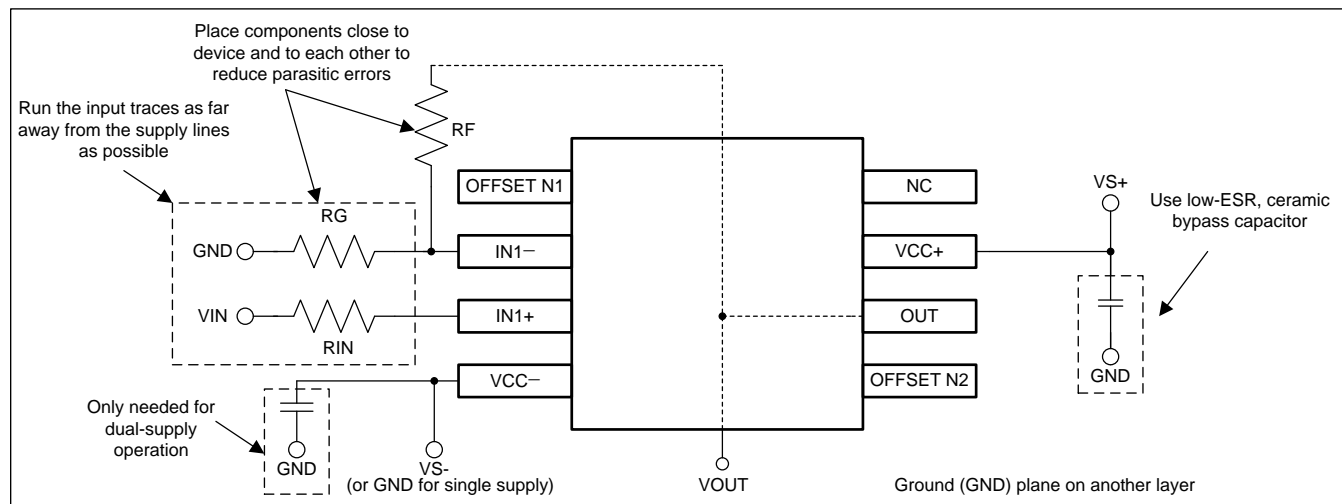 Place components close to
device and to each other to
reduce parasitic errors
Run the input traces as far
away from the supply lines
as possible
RF
OFFSET N1
NC
VS+
Use low-ESR, ceramic
bypass capacitor
RG
GND
IN1−
VCC+
VIN
IN1+
OUT
RIN
VCC−
OFFSET N2
GND
Only needed for
dual-supply
operation
GND
VS-
(or GND for single supply)
VOUT
Ground (GND) plane on another layer